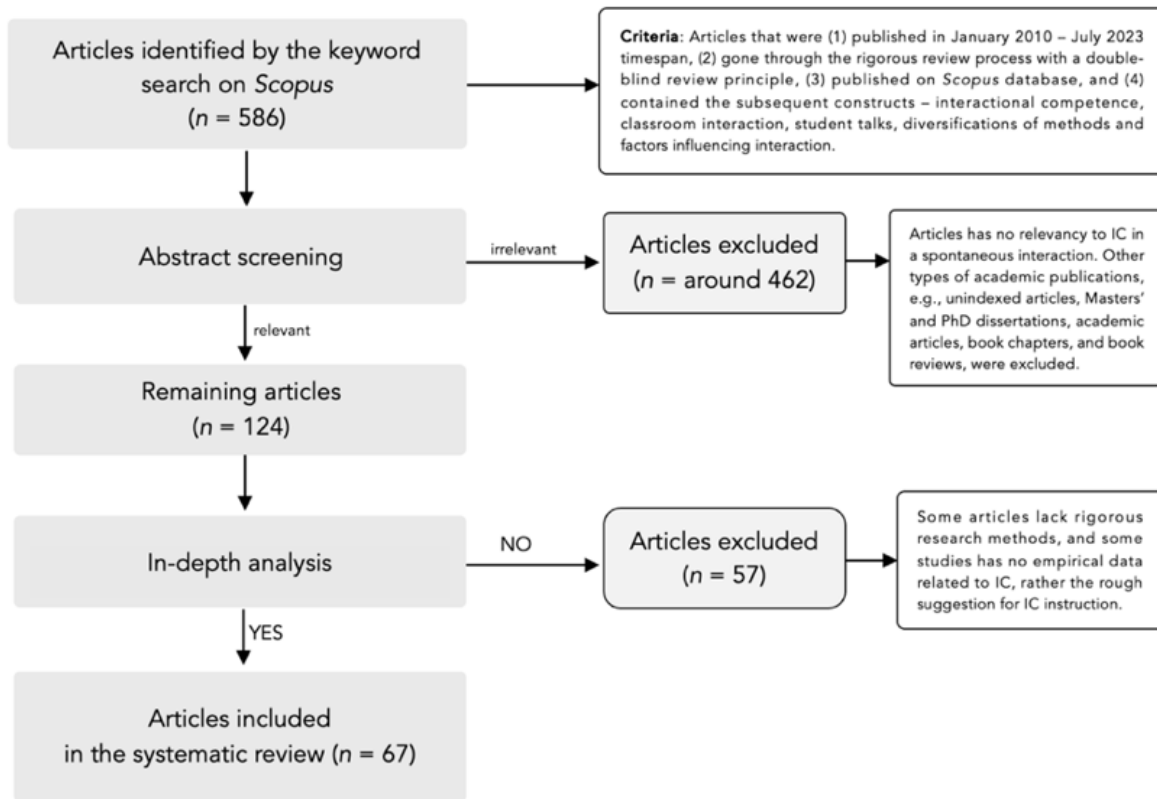 Articles identified by the keyword
search on Scopus
(n = 586)
Criteria: Articles that were (1) published in January 2010 – July 2023
timespan, (2) gone through the rigorous review process with a double-
blind review principle, (3) published on Scopus database, and (4)
contained the subsequent constructs – interactional competence,
classroom interaction, student talks, diversifications of methods and
factors influencing interaction.
Abstract screening
irrelevant
Articles excluded
(n = around 462)
Articles has no relevancy to IC in
a spontaneous interaction. Other
types of academic publications,
e.g., unindexed articles, Masters'
and PhD dissertations, academic
articles, book chapters, and book
reviews, were excluded.
relevant
Remaining articles
(n = 124)
In-depth analysis
NO
Articles excluded
(n = 57)
Some articles lack rigorous
research methods, and some
studies has no empirical data
related to IC, rather the rough
suggestion for IC instruction.
YES
Articles included
in the systematic review (n = 67)